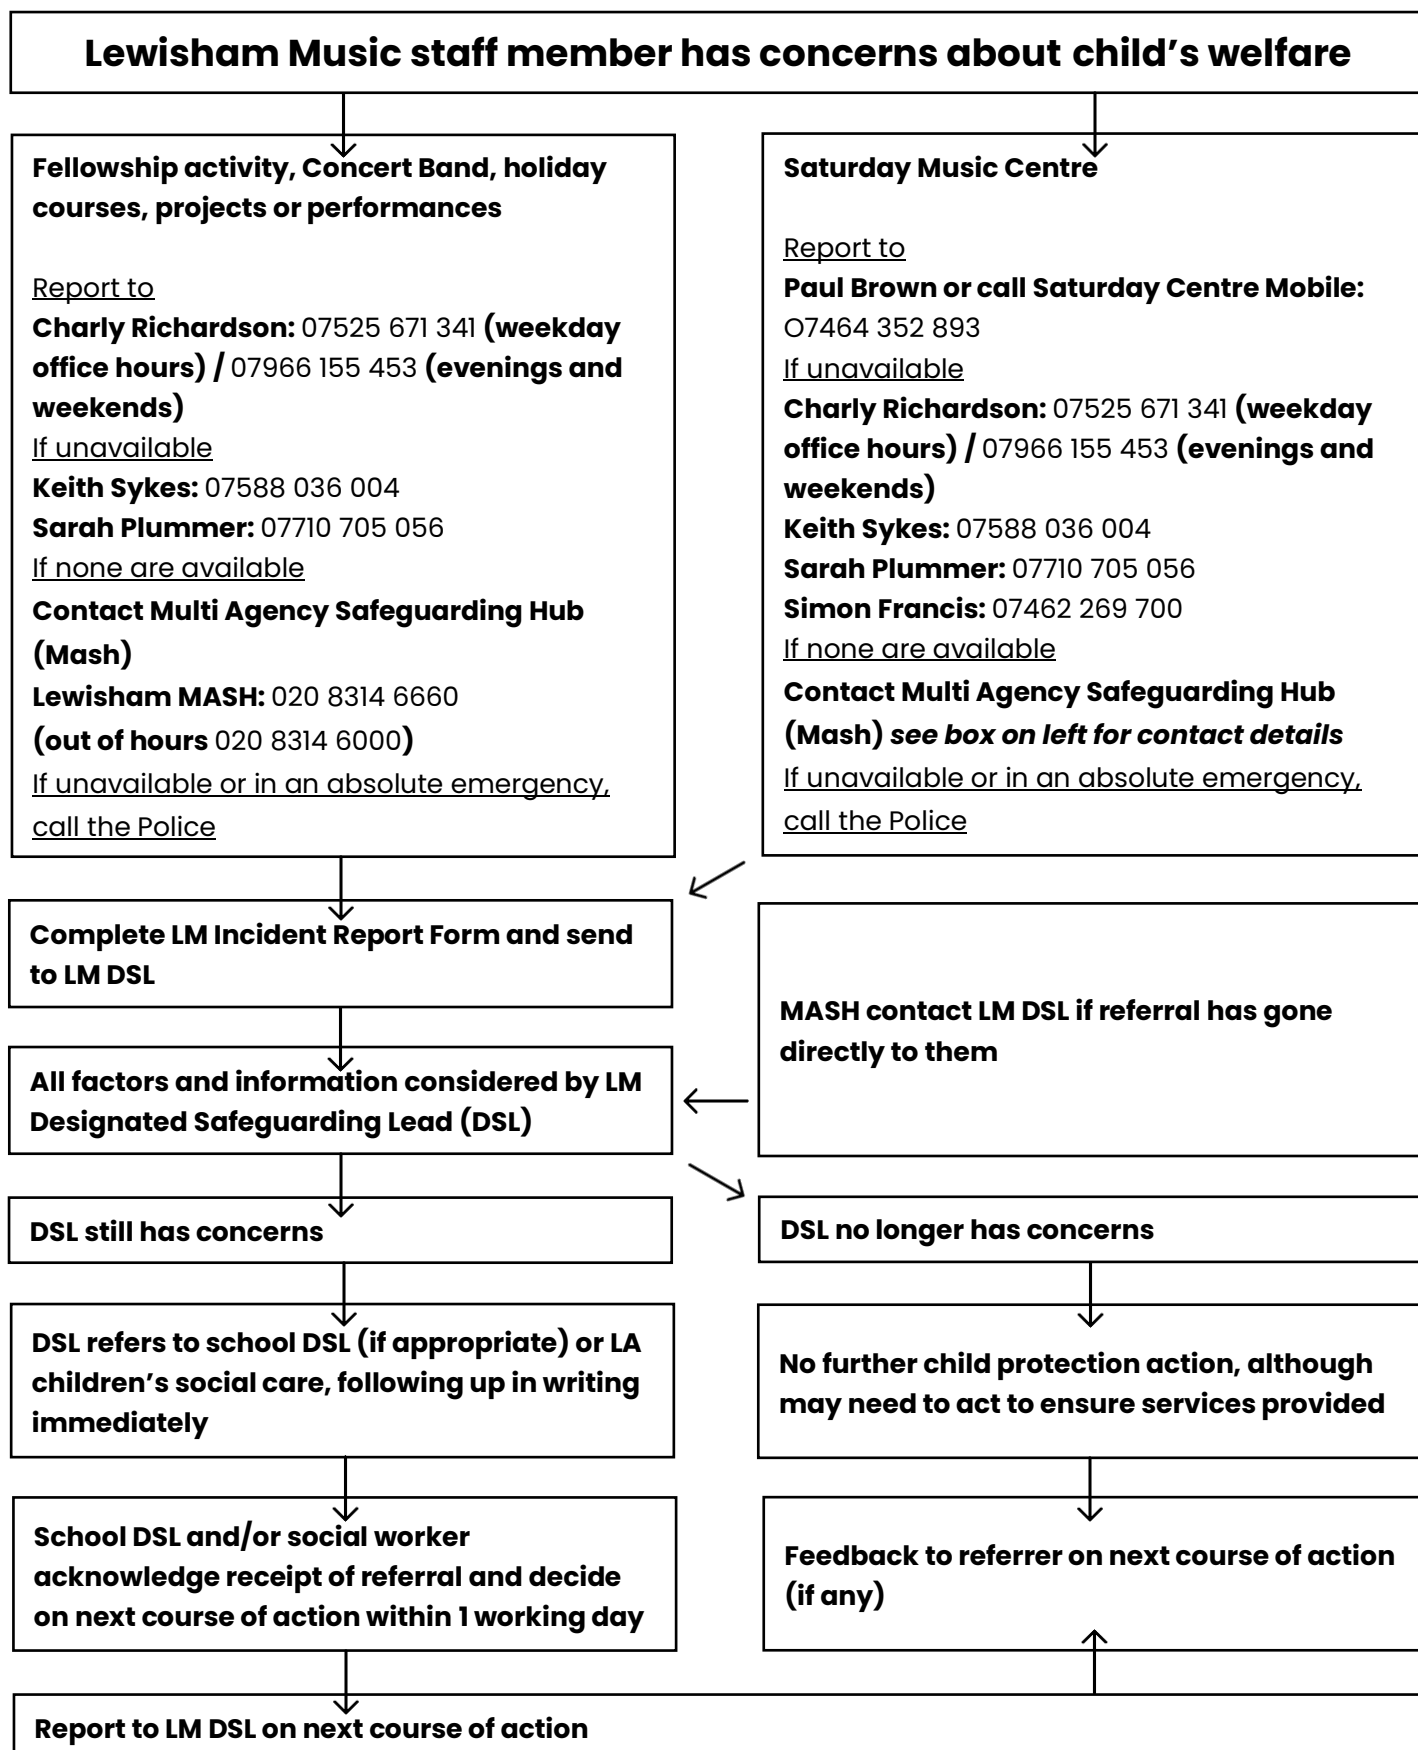 Lewisham Music staff member has concerns about child's welfare
Fellowship activity, Concert Band, holiday
courses, projects or performances
Report to
Charly Richardson: 07525 671 341 (weekday
office hours) / 07966 155 453 (evenings and
weekends)
If unavailable
Keith Sykes: 07588 036 004
Sarah Plummer: 07710 705 056
If none are available
Contact Multi Agency Safeguarding Hub
(Mash)
Lewisham MASH: 020 8314 6660
(out of hours 020 8314 6000)
If unavailable or in an absolute emergency,
call the Police
Saturday Music Centre
Report to
Paul Brown or call Saturday Centre Mobile:
O7464 352 893
If unavailable
Charly Richardson: 07525 671 341 (weekday
office hours) / 07966 155 453 (evenings and
weekends)
Keith Sykes: 07588 036 004
Sarah Plummer: 07710 705 056
Simon Francis: 07462 269 700
If none are available
Contact Multi Agency Safeguarding Hub
(Mash) see box on left for contact details
If unavailable or in an absolute emergency,
call the Police
Complete LM Incident Report Form and send
to LM DSL
MASH contact LM DSL if referral has gone
directly to them
All factors and information considered by LM
Designated Safeguarding Lead (DSL)
DSL still has concerns
DSL no longer has concerns
DSL refers to school DSL (if appropriate) or LA
children's social care, following up in writing
immediately
No further child protection action, although
may need to act to ensure services provided
School DSL and/or social worker
acknowledge receipt of referral and decide
on next course of action within 1 working day
Feedback to referrer on next course of action
(if any)
Report to LM DSL on next course of action